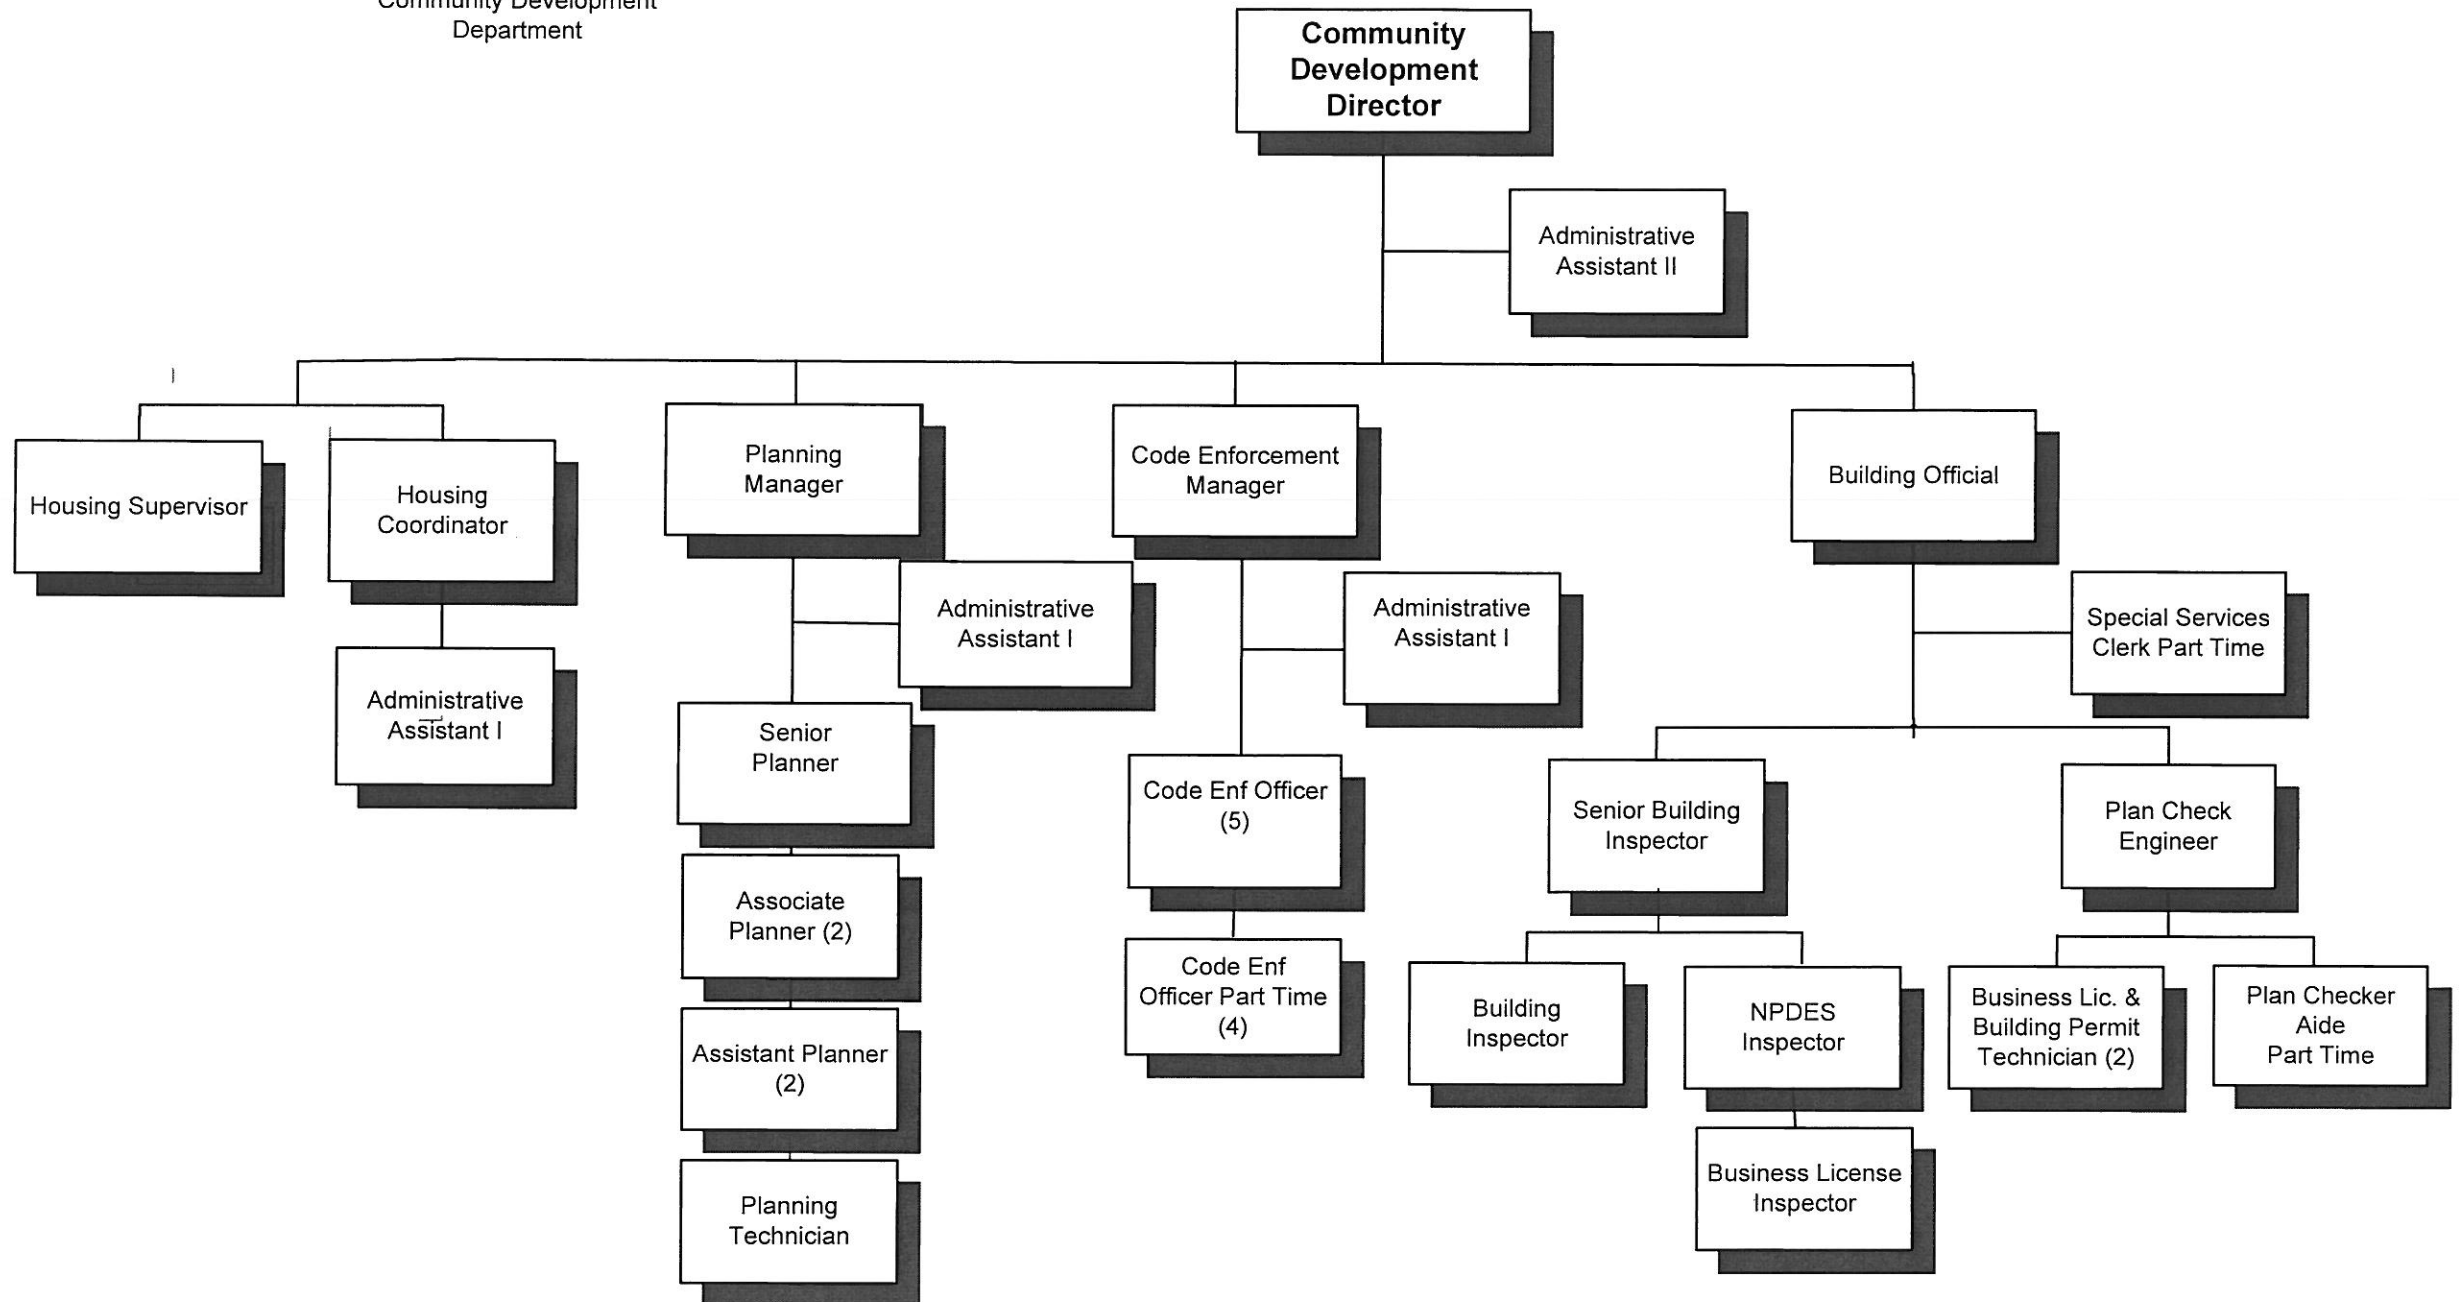 Community Development
Department
Community
Development
Director
Administrative
Assistant II
Housing Supervisor
Housing
Coordinator
Planning
Manager
Code Enforcement
Manager
Building Official
Administrative
Assistant I
Administrative
Assistant I
Administrative
Assistant I
Special Services
Clerk Part Time
Senior
Planner
Code Enf Officer
(5)
Senior Building
Inspector
Plan Check
Engineer
Associate
Planner (2)
Code Enf
Officer Part Time
(4)
Building
Inspector
NPDES
Inspector
Business Lic. &
Building Permit
Technician (2)
Plan Checker
Aide
Part Time
Assistant Planner
(2)
Business License
Inspector
Planning
Technician